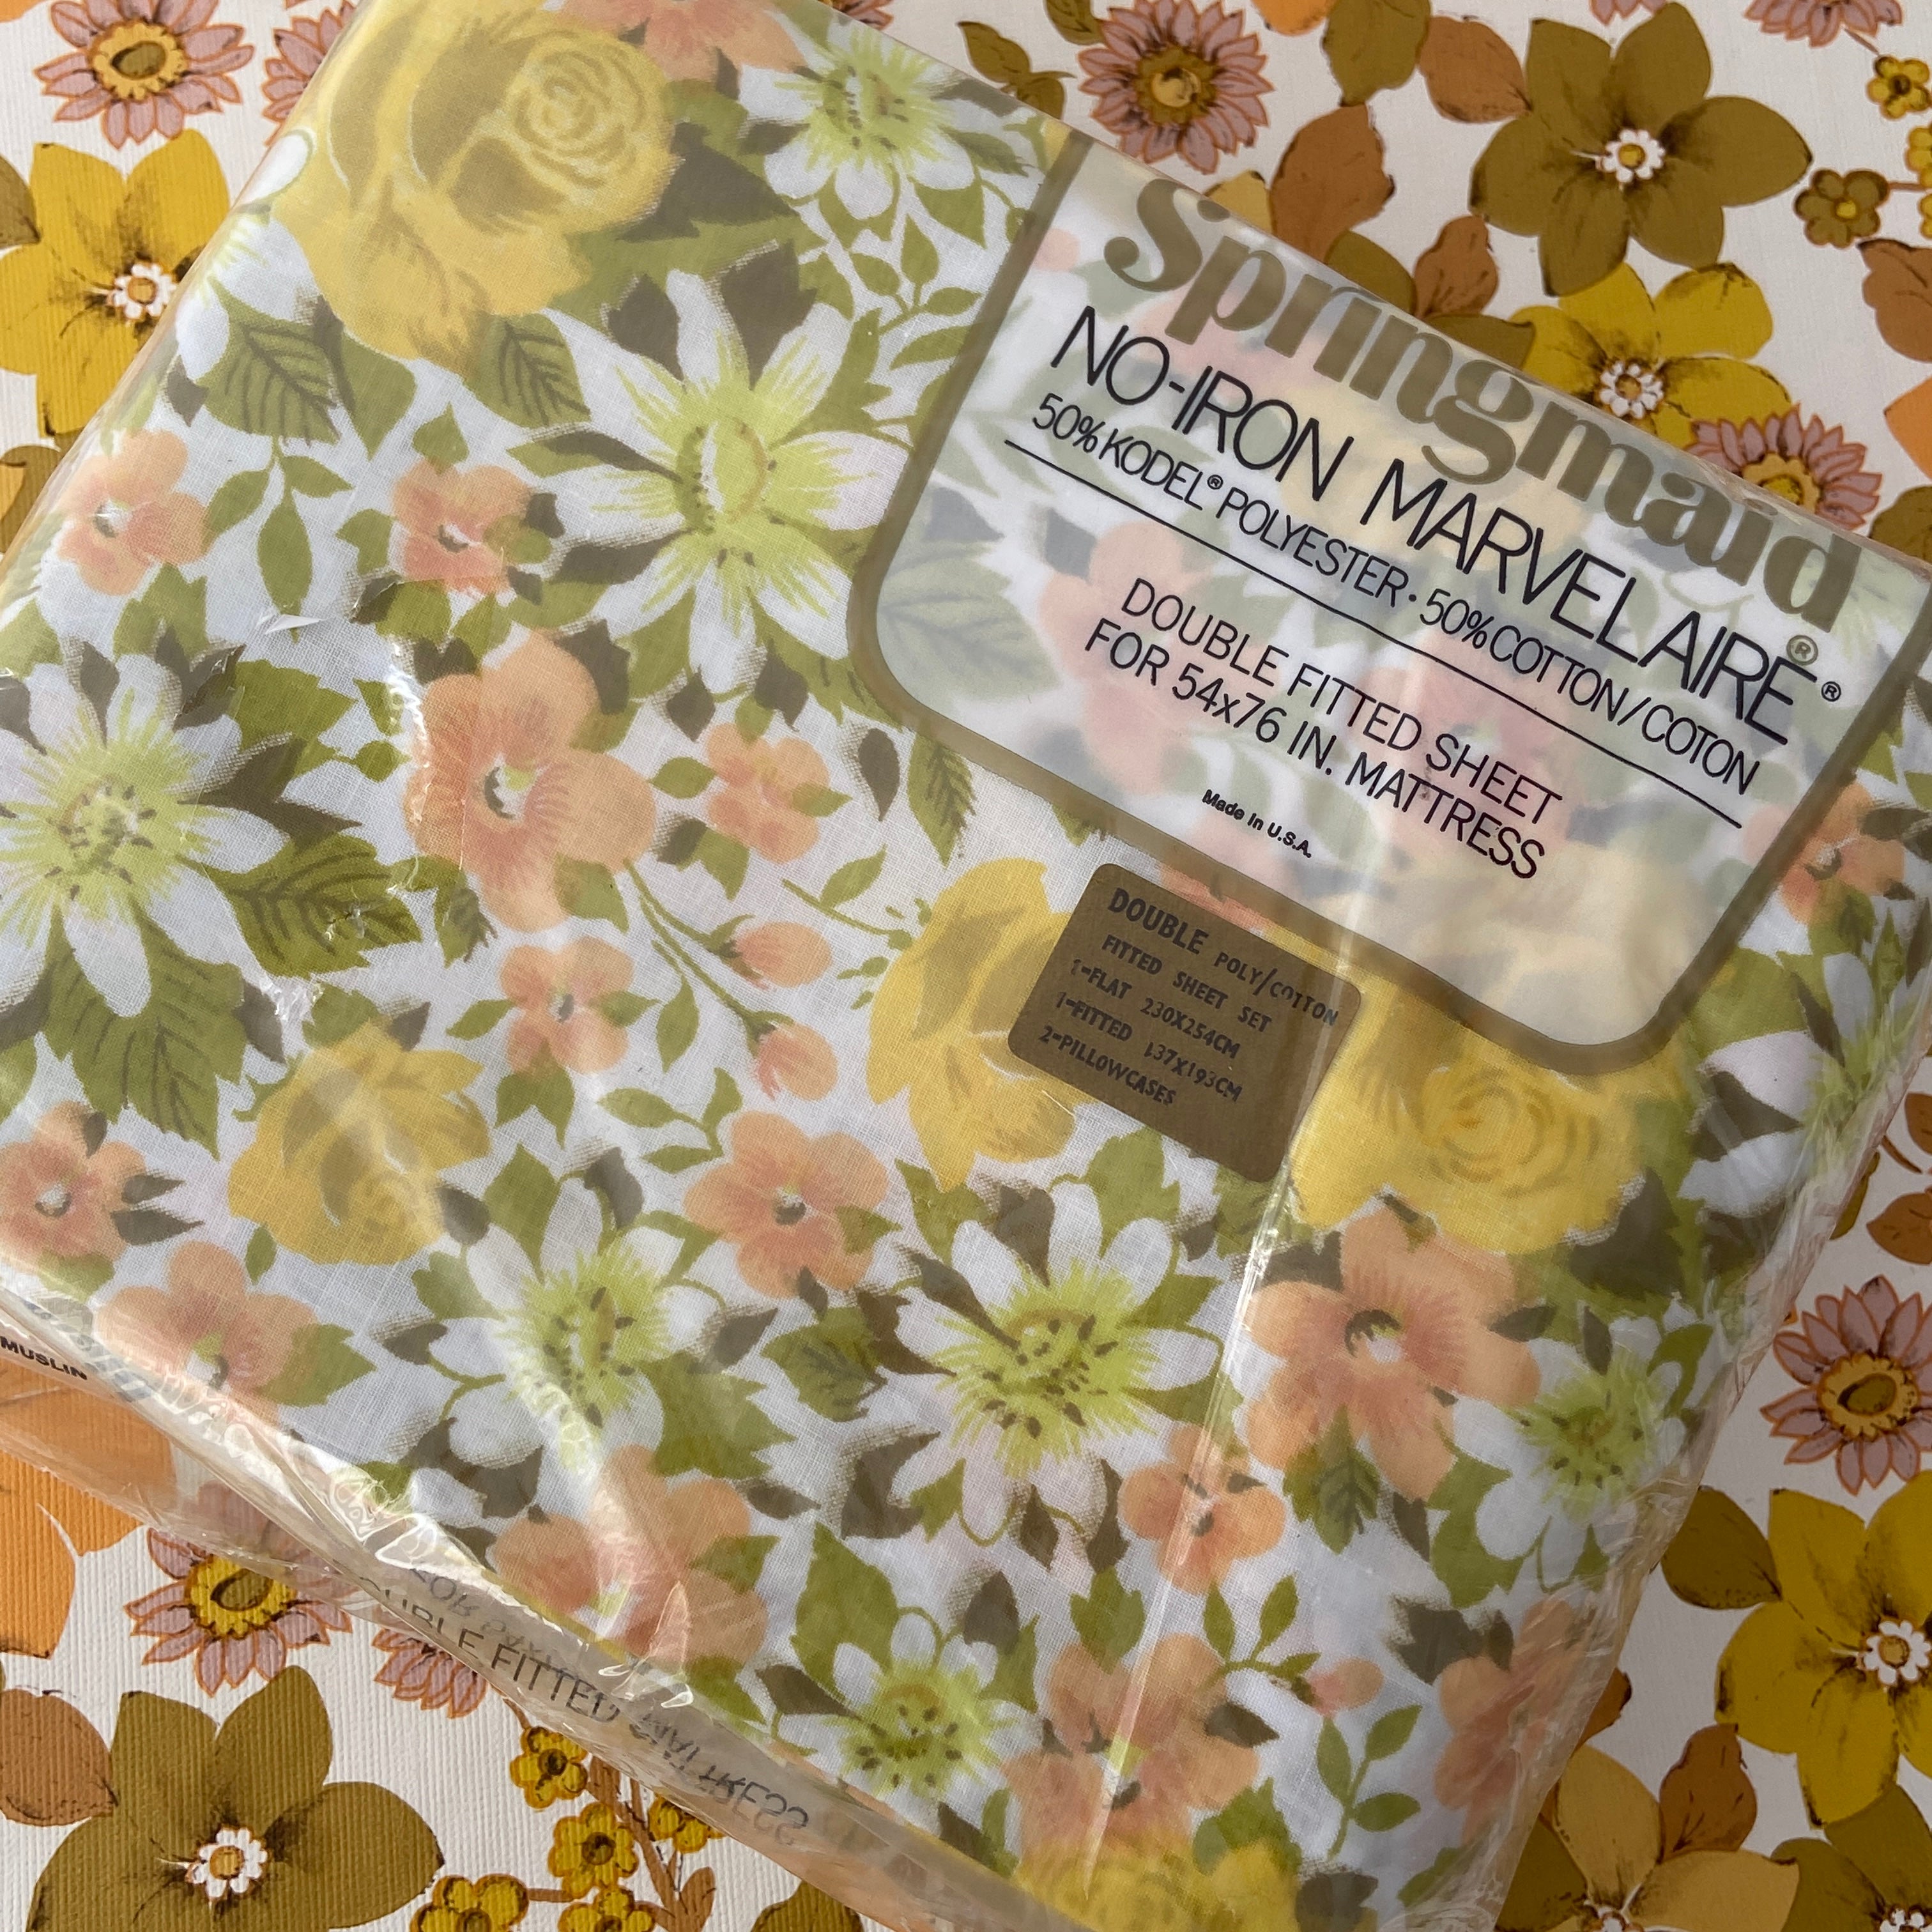 Springmaid®
NO-IRON MARVELAIRE®
50% KODEL® POLYESTER · 50% COTTON/COTON
DOUBLE FITTED SHEET
FOR 54x76 IN. MATTRESS
Made in U.S.A.
DOUBLE POLY/COTTON
FITTED SHEET SET
1-FLAT 230X254CM
1-FITTED 137X193CM
2-PILLOWCASES
MUSLIN
FITTED
MATTRESS